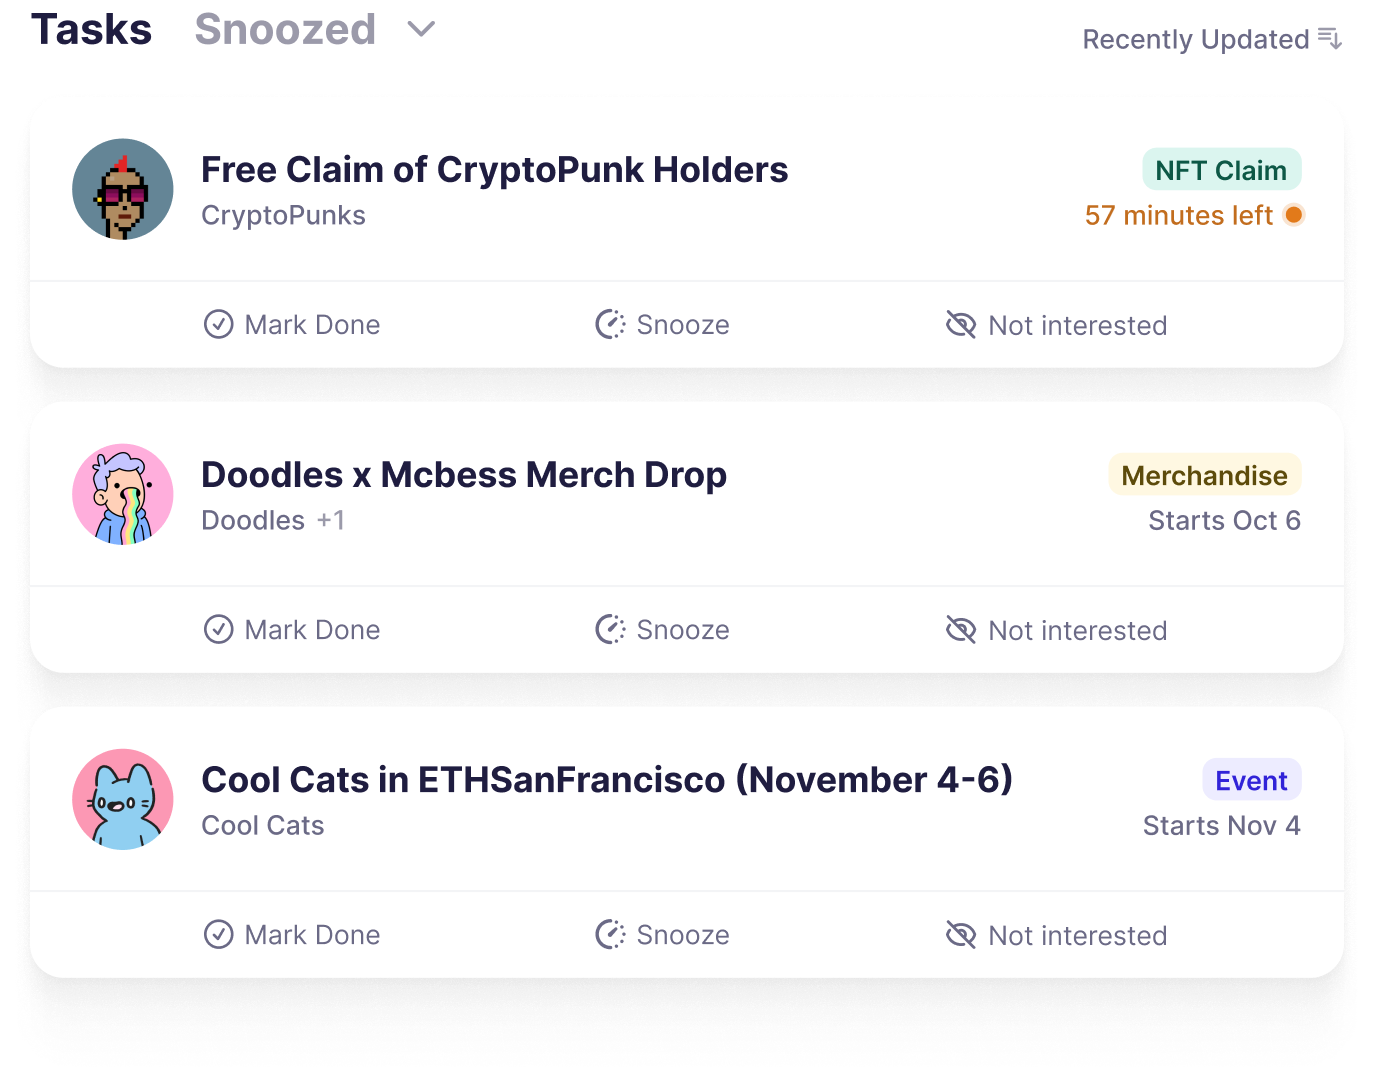 Tasks Snoozed
Recently Updated
Free Claim of CryptoPunk Holders
CryptoPunks
NFT Claim
57 minutes left
Mark Done
Snooze
Not interested
Doodles x Mcbess Merch Drop
Doodles +1
Merchandise
Starts Oct 6
Mark Done
Snooze
Not interested
Cool Cats in ETHSanFrancisco (November 4-6)
Cool Cats
Event
Starts Nov 4
Mark Done
Snooze
Not interested